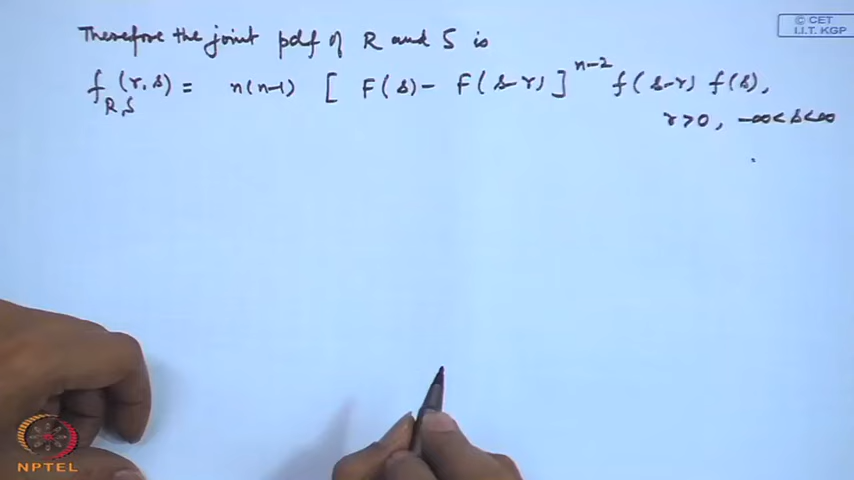 © CET
I.I.T. KGP
Therefore the joint pdf of R and S is
f_{R,S} (r, s) = n(n-1) [ F(s) - F(s-r) ]^{n-2} f(s-r) f(s),
r > 0, -∞ < s < ∞
NPTEL